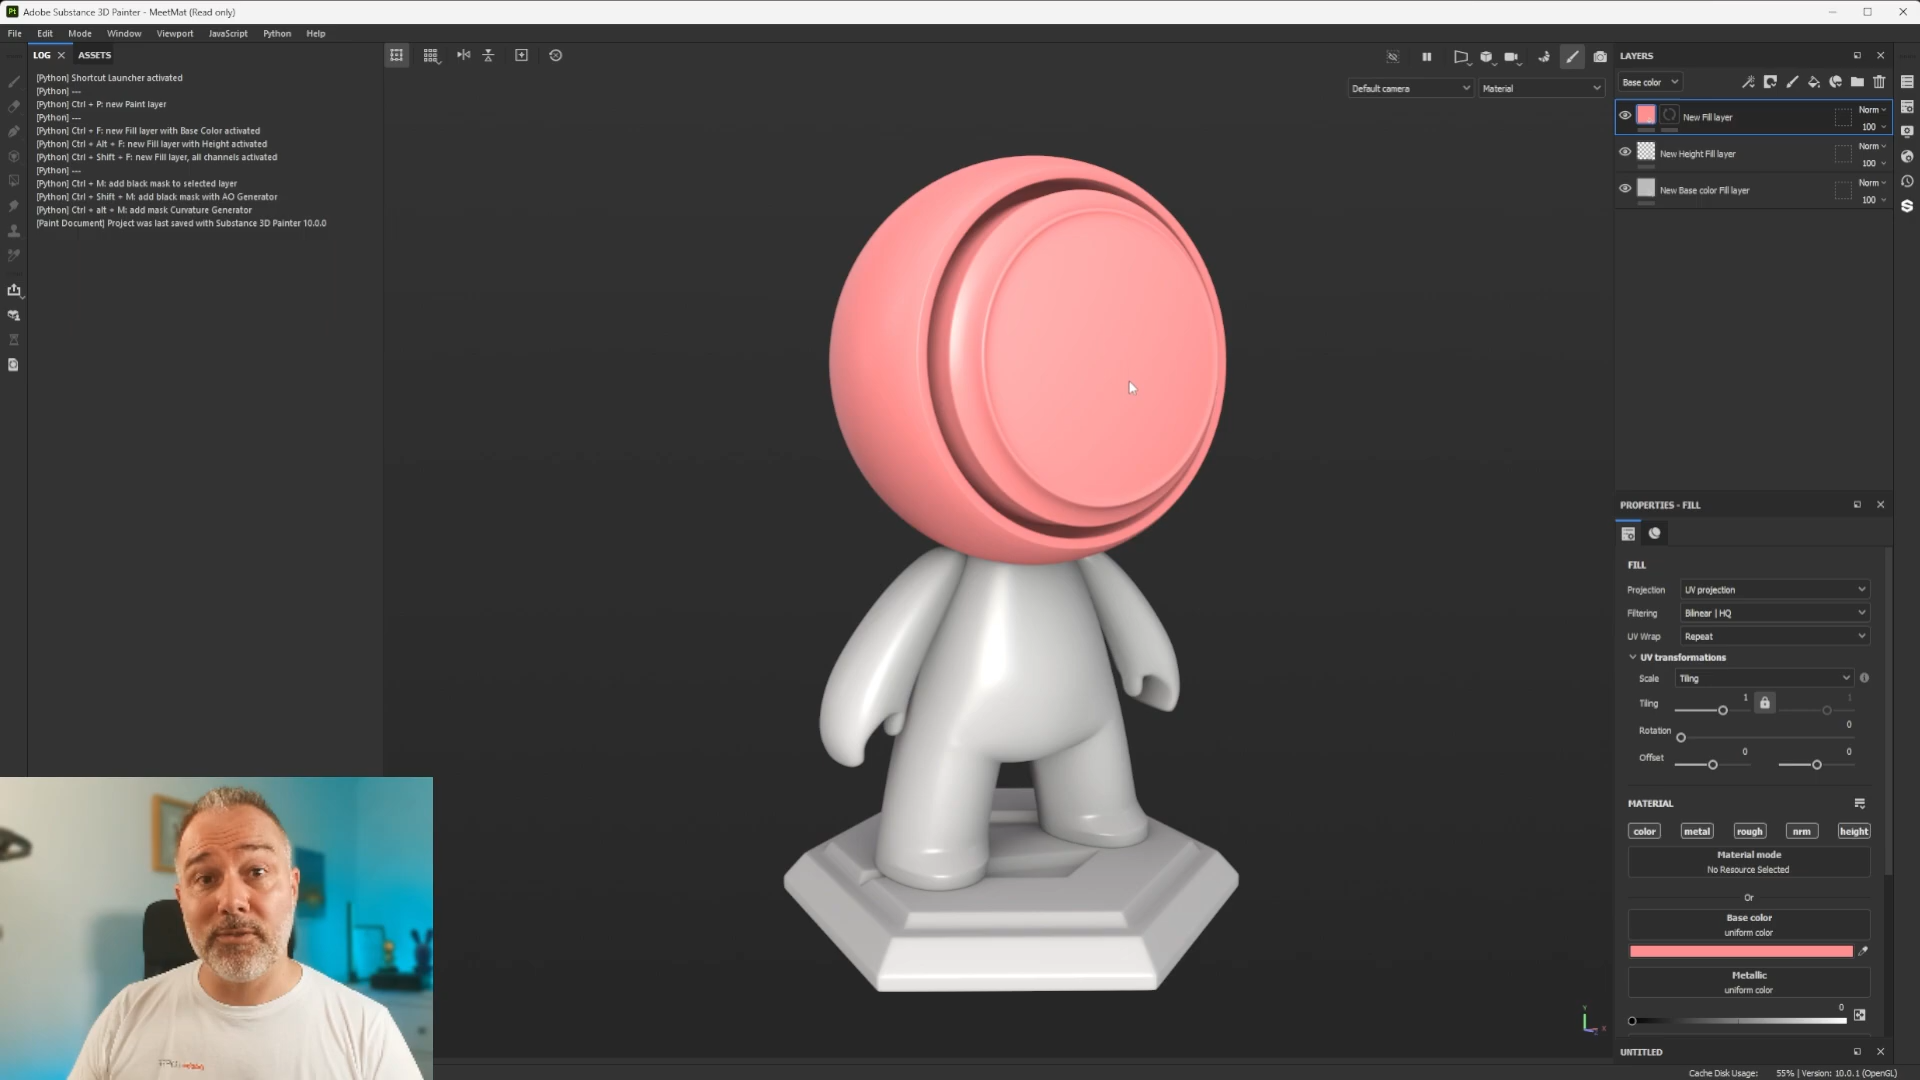 Adobe Substance 3D Painter - MeetMat (Read only)
File Edit Mode Window Viewport JavaScript Python Help
LOG ASSETS
[Python] Shortcut Launcher activated
[Python] ---
[Python] Ctrl + P: new Paint layer
[Python] ---
[Python] Ctrl + F: new Fill layer with Base Color activated
[Python] Ctrl + Alt + F: new Fill layer with Height activated
[Python] Ctrl + Shift + F: new Fill layer, all channels activated
[Python] ---
[Python] Ctrl + M: add black mask to selected layer
[Python] Ctrl + Shift + M: add black mask with AO Generator
[Python] Ctrl + alt + M: add mask Curvature Generator
[Paint Document] Project was last saved with Substance 3D Painter 10.0.0
Default camera
Material
LAYERS
Base color
New Fill layer
Norm
100
New Height Fill layer
Norm
100
New Base color Fill layer
Norm
100
PROPERTIES - FILL
FILL
Projection UV projection
Filtering Bilinear | HQ
UV Wrap Repeat
UV transformations
Scale Tiling
Tiling 1 1
Rotation 0
Offset 0 0
MATERIAL
color metal rough nrm height
Material mode
No Resource Selected
Or
Base color
uniform color
Metallic
uniform color
0
UNTITLED
Cache Disk Usage: 55% | Version: 10.0.1 (OpenGL)